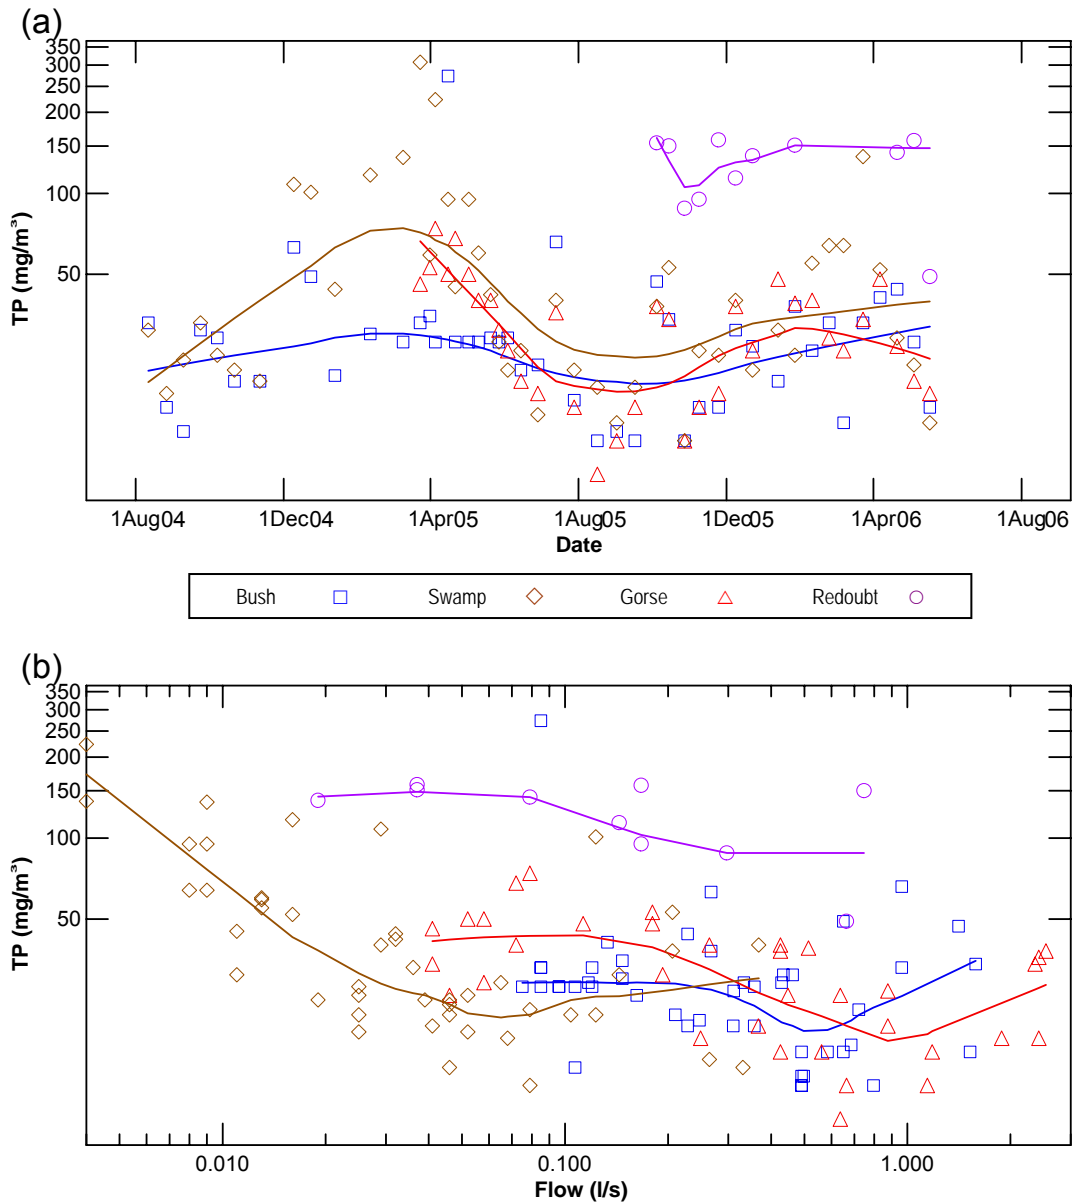 (a)
350
300
250
200
150
100
50
TP (mg/m³)
1Aug04 1Dec04 1Apr05 1Aug05 1Dec05 1Apr06 1Aug06
Date
Bush Swamp Gorse Redoubt
(b)
350
300
250
200
150
100
50
TP (mg/m³)
0.010 0.100 1.000
Flow (l/s)